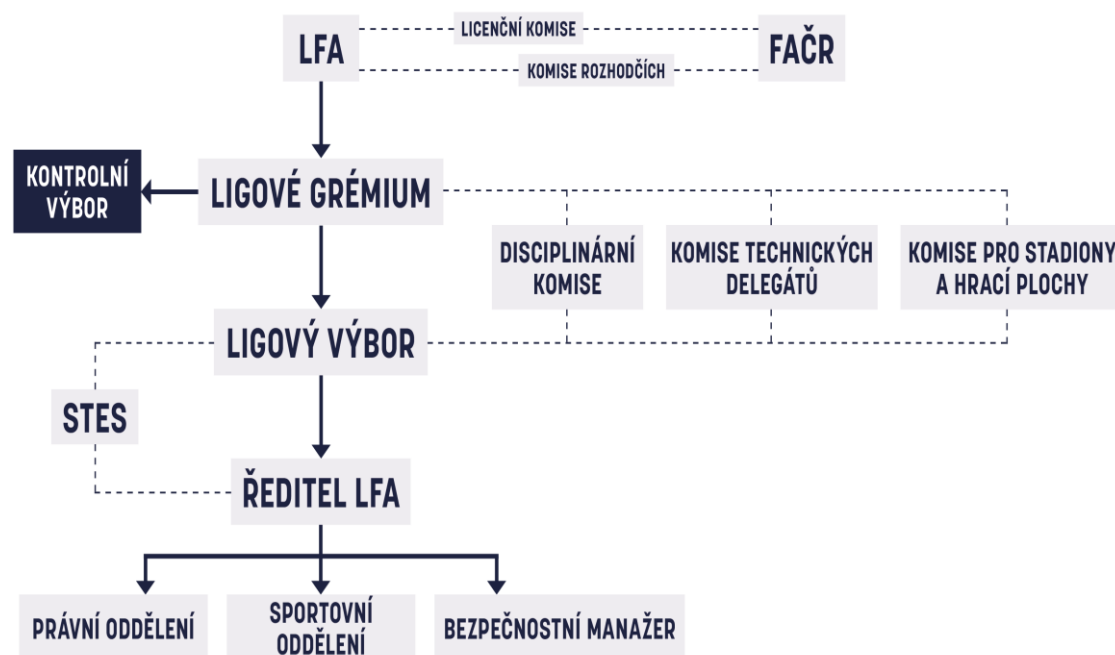 LFA
LICENČNÍ KOMISE
FAČR
KOMISE ROZHODČÍCH
KONTROLNÍ
VÝBOR
LIGOVÉ GRÉMIUM
DISCIPLINÁRNÍ
KOMISE
KOMISE TECHNICKÝCH
DELEGÁTŮ
KOMISE PRO STADIONY
A HRACÍ PLOCHY
LIGOVÝ VÝBOR
STES
ŘEDITEL LFA
PRÁVNÍ ODDĚLENÍ
SPORTOVNÍ
ODDĚLENÍ
BEZPEČNOSTNÍ MANAŽER